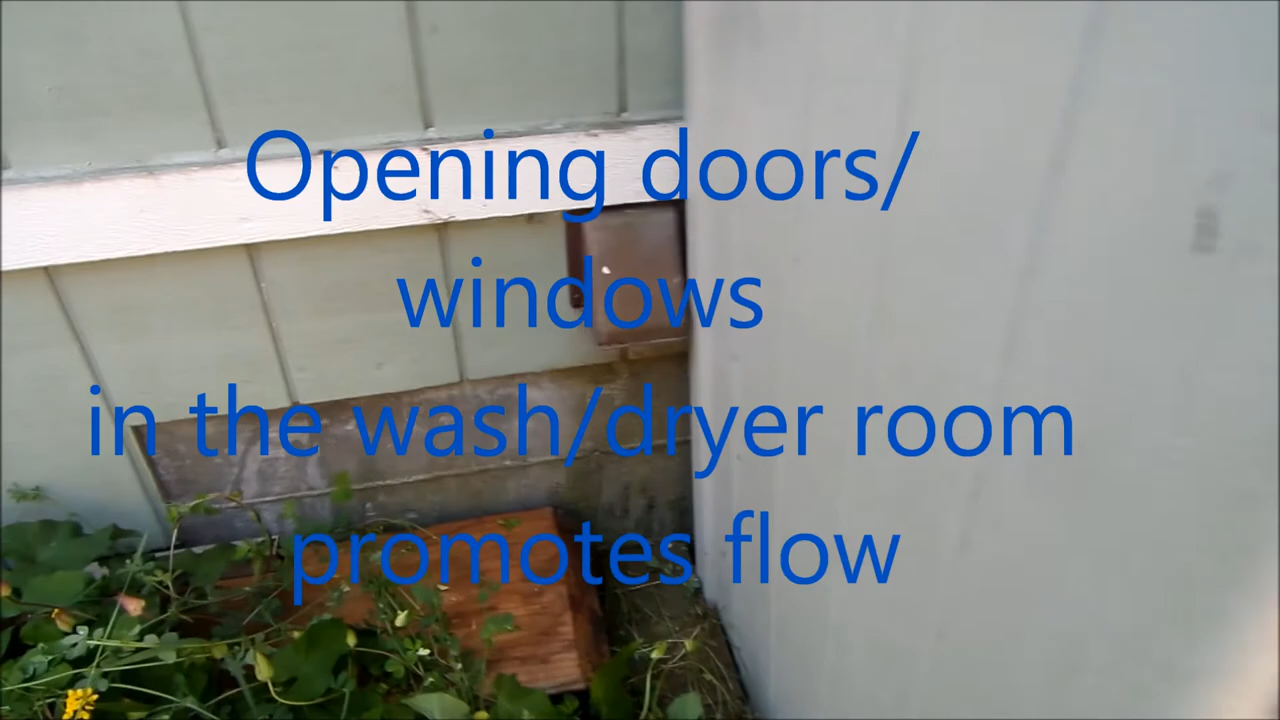 Opening doors/
windows
in the wash/dryer room
promotes flow